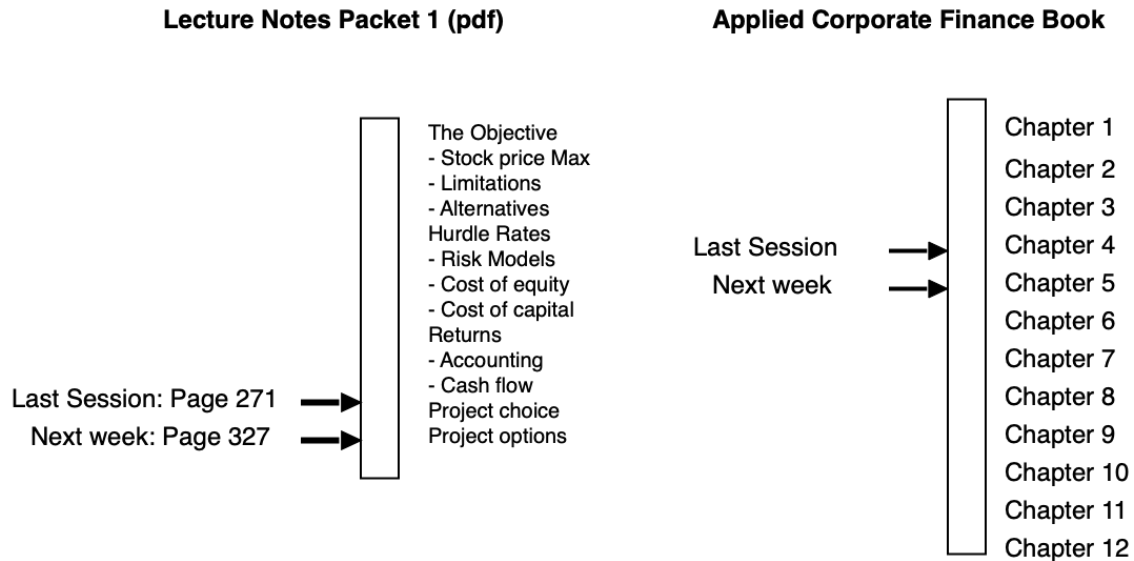 Lecture Notes Packet 1 (pdf)
The Objective
- Stock price Max
- Limitations
- Alternatives
Hurdle Rates
- Risk Models
- Cost of equity
- Cost of capital
Returns
- Accounting
- Cash flow
Project choice
Project options
Last Session: Page 271
Next week: Page 327
Applied Corporate Finance Book
Chapter 1
Chapter 2
Chapter 3
Chapter 4
Chapter 5
Chapter 6
Chapter 7
Chapter 8
Chapter 9
Chapter 10
Chapter 11
Chapter 12
Last Session
Next week